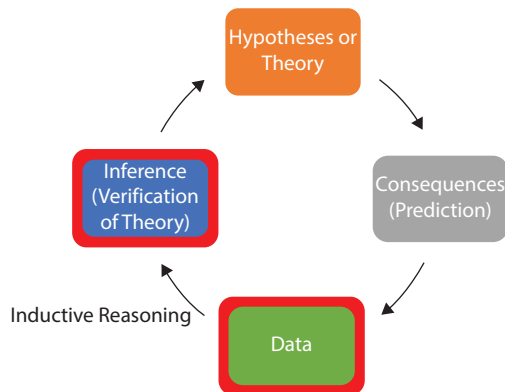 Hypotheses or
Theory
Inference
(Verification
of Theory)
Consequences
(Prediction)
Inductive Reasoning
Data